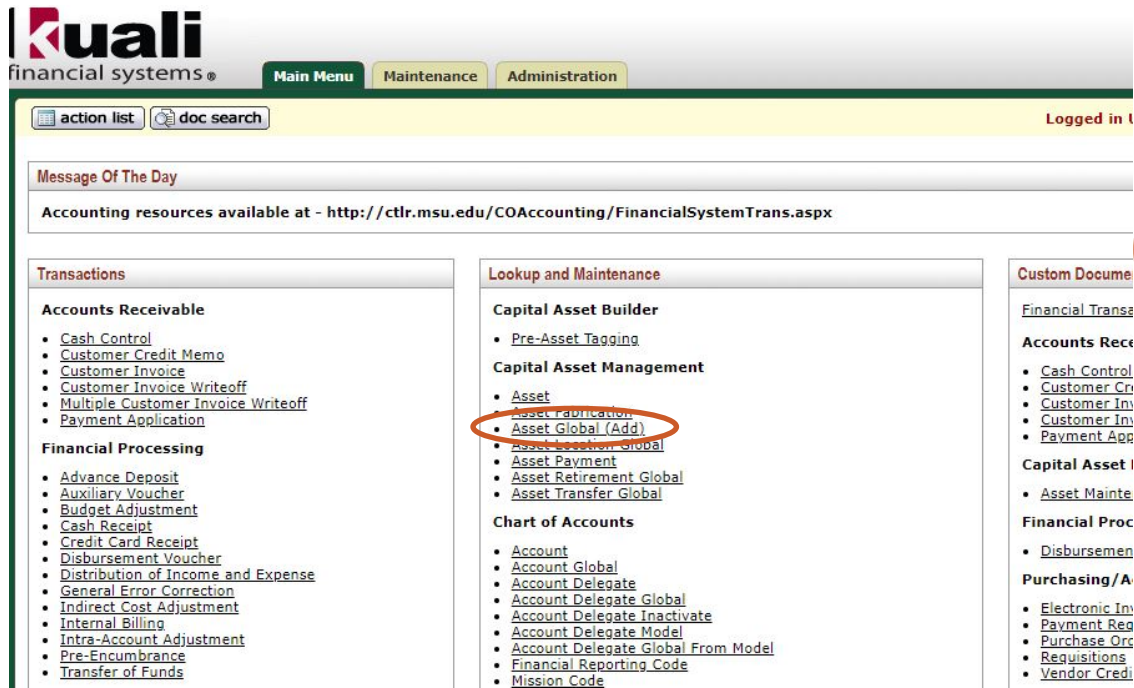 kuali
financial systems®
Main Menu
Maintenance
Administration
action list
doc search
Logged in
Message Of The Day
Accounting resources available at - http://ctlr.msu.edu/COAccounting/FinancialSystemTrans.aspx
Transactions
Accounts Receivable
• Cash Control
• Customer Credit Memo
• Customer Invoice
• Customer Invoice Writeoff
• Multiple Customer Invoice Writeoff
• Payment Application
Financial Processing
• Advance Deposit
• Auxiliary Voucher
• Budget Adjustment
• Cash Receipt
• Credit Card Receipt
• Disbursement Voucher
• Distribution of Income and Expense
• General Error Correction
• Indirect Cost Adjustment
• Internal Billing
• Intra-Account Adjustment
• Pre-Encumbrance
• Transfer of Funds
Lookup and Maintenance
Capital Asset Builder
• Pre-Asset Tagging
Capital Asset Management
• Asset
• Asset Fabrication
• Asset Global (Add)
• Asset Location Global
• Asset Payment
• Asset Retirement Global
• Asset Transfer Global
Chart of Accounts
• Account
• Account Global
• Account Delegate
• Account Delegate Global
• Account Delegate Inactivate
• Account Delegate Model
• Account Delegate Global From Model
• Financial Reporting Code
• Mission Code
Custom Docume
Financial Transa
Accounts Rece
• Cash Control
• Customer Cre
• Customer Inv
• Customer Inv
• Payment App
Capital Asset
• Asset Mainte
Financial Proc
• Disbursemen
Purchasing/A
• Electronic Inv
• Payment Req
• Purchase Ord
• Requisitions
• Vendor Credi